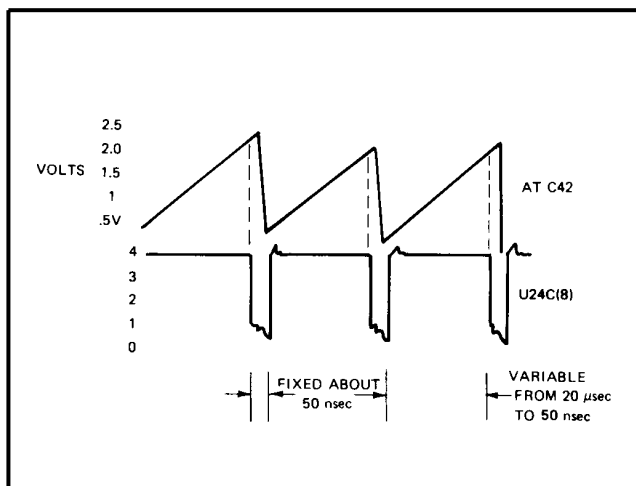 2.5
2.0
VOLTS 1.5
1
.5V
AT C42
4
3
2
1
0
U24C(8)
FIXED ABOUT
50 nsec
VARIABLE
FROM 20 μsec
TO 50 nsec